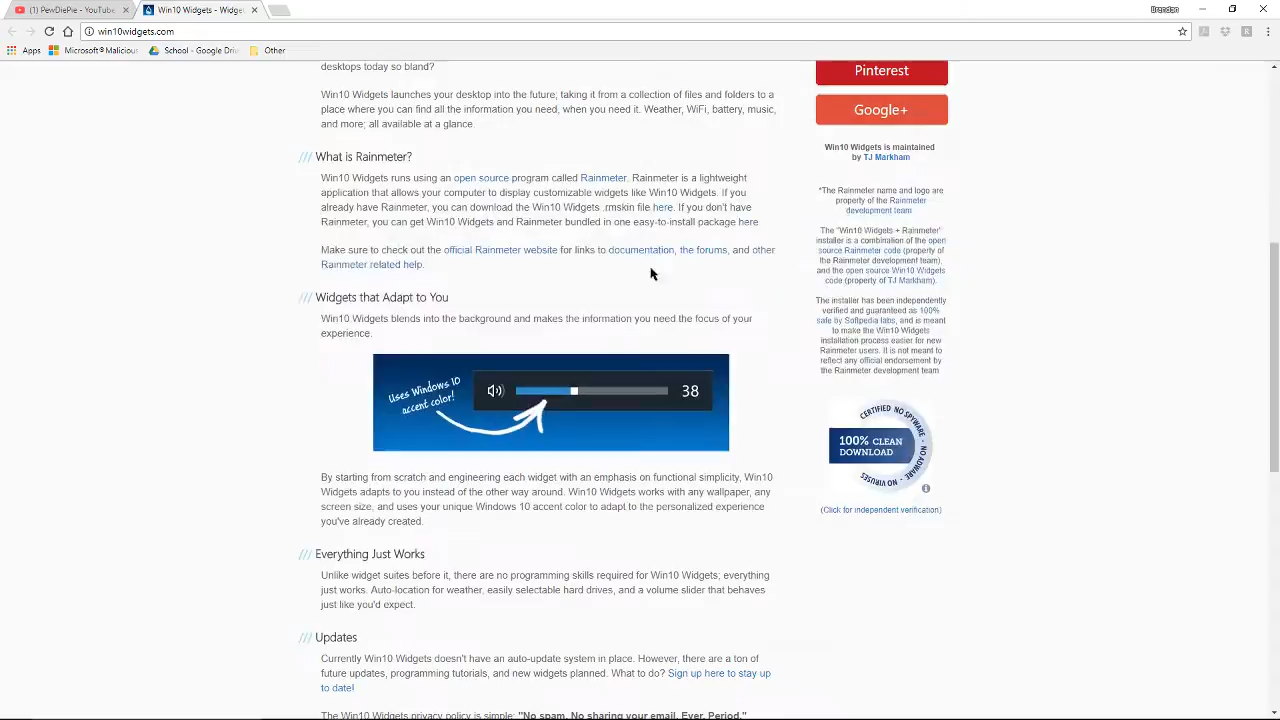 (1) PewDiePie - YouTube
Win10 Widgets - Widget
Brendan
win10widgets.com
Apps
Microsoft® Malicious
School - Google Driv
Other
desktops today so bland?
Win10 Widgets launches your desktop into the future; taking it from a collection of files and folders to a
place where you can find all the information you need, when you need it. Weather, WiFi, battery, music,
and more; all available at a glance.
/// What is Rainmeter?
Win10 Widgets runs using an open source program called Rainmeter. Rainmeter is a lightweight
application that allows your computer to display customizable widgets like Win10 Widgets. If you
already have Rainmeter, you can download the Win10 Widgets .rmskin file here. If you don't have
Rainmeter, you can get Win10 Widgets and Rainmeter bundled in one easy-to-install package here
Make sure to check out the official Rainmeter website for links to documentation, the forums, and other
Rainmeter related help.
/// Widgets that Adapt to You
Win10 Widgets blends into the background and makes the information you need the focus of your
experience.
Uses Windows 10
accent color!
38
By starting from scratch and engineering each widget with an emphasis on functional simplicity, Win10
Widgets adapts to you instead of the other way around. Win10 Widgets works with any wallpaper, any
screen size, and uses your unique Windows 10 accent color to adapt to the personalized experience
you've already created.
/// Everything Just Works
Unlike widget suites before it, there are no programming skills required for Win10 Widgets; everything
just works. Auto-location for weather, easily selectable hard drives, and a volume slider that behaves
just like you'd expect.
/// Updates
Currently Win10 Widgets doesn't have an auto-update system in place. However, there are a ton of
future updates, programming tutorials, and new widgets planned. What to do? Sign up here to stay up
to date!
The Win10 Widgets privacy policy is simple: "No spam. No sharing your email. Ever. Period."
Pinterest
Google+
Win10 Widgets is maintained
by TJ Markham
*The Rainmeter name and logo are
property of the Rainmeter
development team
The "Win10 Widgets + Rainmeter"
installer is a combination of the open
source Rainmeter code (property of
the Rainmeter development team),
and the open source Win10 Widgets
code (property of TJ Markham).
The installer has been independently
verified and guaranteed as 100%
safe by Softpedia labs, and is meant
to make the Win10 Widgets
installation process easier for new
Rainmeter users. It is not meant to
reflect any official endorsement by
the Rainmeter development team
CERTIFIED NO SPYWARE
100% CLEAN
DOWNLOAD
NO ADWARE - NO VIRUSES
(Click for independent verification)